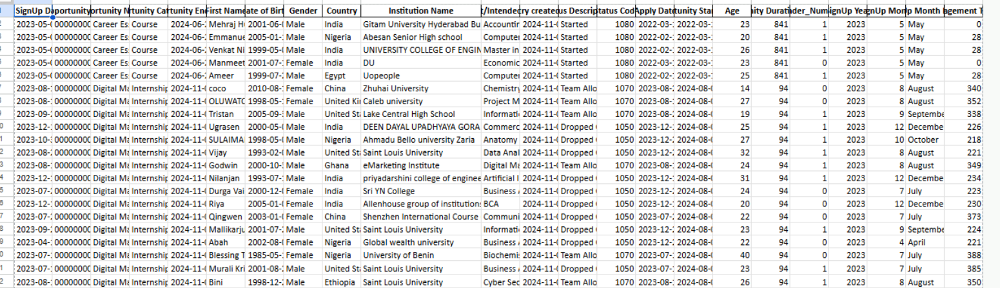 SignUp D pportunity ortunity N rtunity Cat rtunity End First Name ate of Birt Gender Country Institution Name t/Intended ry created us Descrip tatus Cod Apply Date tunity Star Age ity Durati der_Num ignUp Yea gnUp Mon p Month agement T
2023-05-0 00000000 Career Es Course 2024-06-2 Mehraj H 2001-06-0 Male India Gitam University Hyderabad Bu Accountin 2024-11-0 Started 1080 2022-03- 2022-03- 23 841 1 2023 5 May 0
2023-05-0 00000000 Career Es Course 2024-06-2 Emmanue 2005-01- Male Nigeria Abesan Senior High school Computer 2024-11-0 Started 1080 2022-02- 2022-03- 20 841 1 2023 5 May 28
2023-05-0 00000000 Career Es Course 2024-06-2 Venkat Ni 1999-05-0 Male India UNIVERSITY COLLEGE OF ENGIN Master in 2024-11-0 Started 1080 2022-02- 2022-03- 26 841 1 2023 5 May 28
2023-05-0 00000000 Career Es Course 2024-06-2 Manmeet 2001-07- Female India DU Economic 2024-11-0 Started 1080 2022-03- 2022-03- 23 841 0 2023 5 May 0
2023-05-0 00000000 Career Es Course 2024-06-2 Ameer 1999-07-2 Male Egypt Uopeople Computer 2024-11-0 Started 1080 2022-02- 2022-03- 25 841 1 2023 5 May 28
2023-08- 00000000 Digital Ma Internship 2024-11-0 coco 2010-08- Female China Zhuhai University Chemistry 2024-11-0 Team Allo 1070 2023-08-2 2024-08-0 14 94 0 2023 8 August 340
2023-08- 00000000 Digital Ma Internship 2024-11-0 OLUWATO 1998-05- Female United Ki Caleb university Project M 2024-11-0 Team Allo 1070 2023-08- 2024-08-0 27 94 0 2023 8 August 352
2023-09-2 00000000 Digital Ma Internship 2024-11-0 Tristan 2005-09- Male United Sta Lake Central High School Informati 2024-11-0 Team Allo 1070 2023-08-2 2024-08-0 19 94 1 2023 9 Septembe 338
2023-12- 00000000 Digital Ma Internship 2024-11-0 Ugrasen 2000-05-0 Male India DEEN DAYAL UPADHYAYA GORA Commerc 2024-11-0 Dropped 1050 2023-12- 2024-08-0 25 94 1 2023 12 Decembe 226
2023-10- 00000000 Digital Ma Internship 2024-11-0 SULAIMA 1998-05-0 Male Nigeria Ahmadu Bello university Zaria Anatomy 2024-11-0 Dropped 1050 2023-12-2 2024-08-0 27 94 1 2023 10 October 218
2023-08-2 00000000 Digital Ma Internship 2024-11-0 Vijay 1993-02-0 Male United Sta Saint Louis University Data Anal 2024-11-0 Dropped 1050 2023-12-2 2024-08-0 32 94 1 2023 8 August 221
2023-08- 00000000 Digital Ma Internship 2024-11-0 Godwin 2000-10- Male Ghana eMarketing Institute Digital Ma 2024-11-0 Team Allo 1070 2023-08- 2024-08-0 24 94 1 2023 8 August 349
2023-12- 00000000 Digital Ma Internship 2024-11-0 Nilanjan 1993-07- Male India priyadarshini college of enginee Artificial I 2024-11-0 Dropped 1050 2023-12- 2024-08-0 31 94 1 2023 12 Decembe 234
2023-07-2 00000000 Digital Ma Internship 2024-11-0 Durga Vai 2000-12-0 Female India Sri YN College Business 2024-11-0 Dropped 1050 2023-12-2 2024-08-0 24 94 0 2023 7 July 223
2023-12- 00000000 Digital Ma Internship 2024-11-0 Riya 2005-01-0 Female India Allenhouse group of institution BCA 2024-11-0 Dropped 1050 2023-12- 2024-08-0 20 94 0 2023 12 Decembe 230
2023-07-2 00000000 Digital Ma Internship 2024-11-0 Qingwen 2003-01-0 Female China Shenzhen International Course Communi 2024-11-0 Dropped 1050 2023-07- 2024-08-0 22 94 0 2023 7 July 373
2023-09-2 00000000 Digital Ma Internship 2024-11-0 Mallikarju 2001-07-2 Male United Sta Saint Louis University Informati 2024-11-0 Dropped 1050 2023-12-2 2024-08-0 23 94 1 2023 9 Septembe 224
2023-04- 00000000 Digital Ma Internship 2024-11-0 Abah 2002-08-0 Female Nigeria Global wealth university Business 2024-11-0 Dropped 1050 2023-12-2 2024-08-0 22 94 0 2023 4 April 221
2023-07- 00000000 Digital Ma Internship 2024-11-0 Blessing T 1985-05- Female Nigeria University of Benin Biochemis 2024-11-0 Team Allo 1070 2023-07- 2024-08-0 40 94 0 2023 7 July 388
2023-07- 00000000 Digital Ma Internship 2024-11-0 Murali Kri 2001-08-2 Male United Sta Saint Louis University Business 2024-11-0 Dropped 1050 2023-07- 2024-08-0 23 94 1 2023 7 July 385
2023-08- 00000000 Digital Ma Internship 2024-11-0 Bini 1998-12- Male Ethiopia Saint Louis University Cyber Sec 2024-11-0 Team Allo 1070 2023-08- 2024-08-0 26 94 1 2023 8 August 350